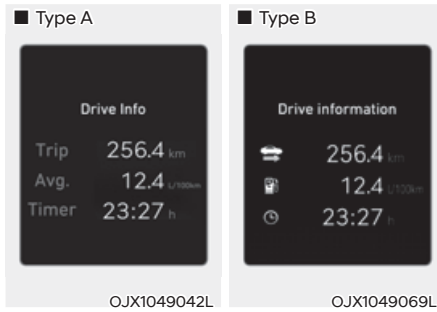 ■ Type A
Drive Info
Trip 256.4 km
Avg. 12.4 L/100km
Timer 23:27 h
OJX1049042L
■ Type B
Drive information
256.4 km
12.4 L/100km
23:27 h
OJX1049069L